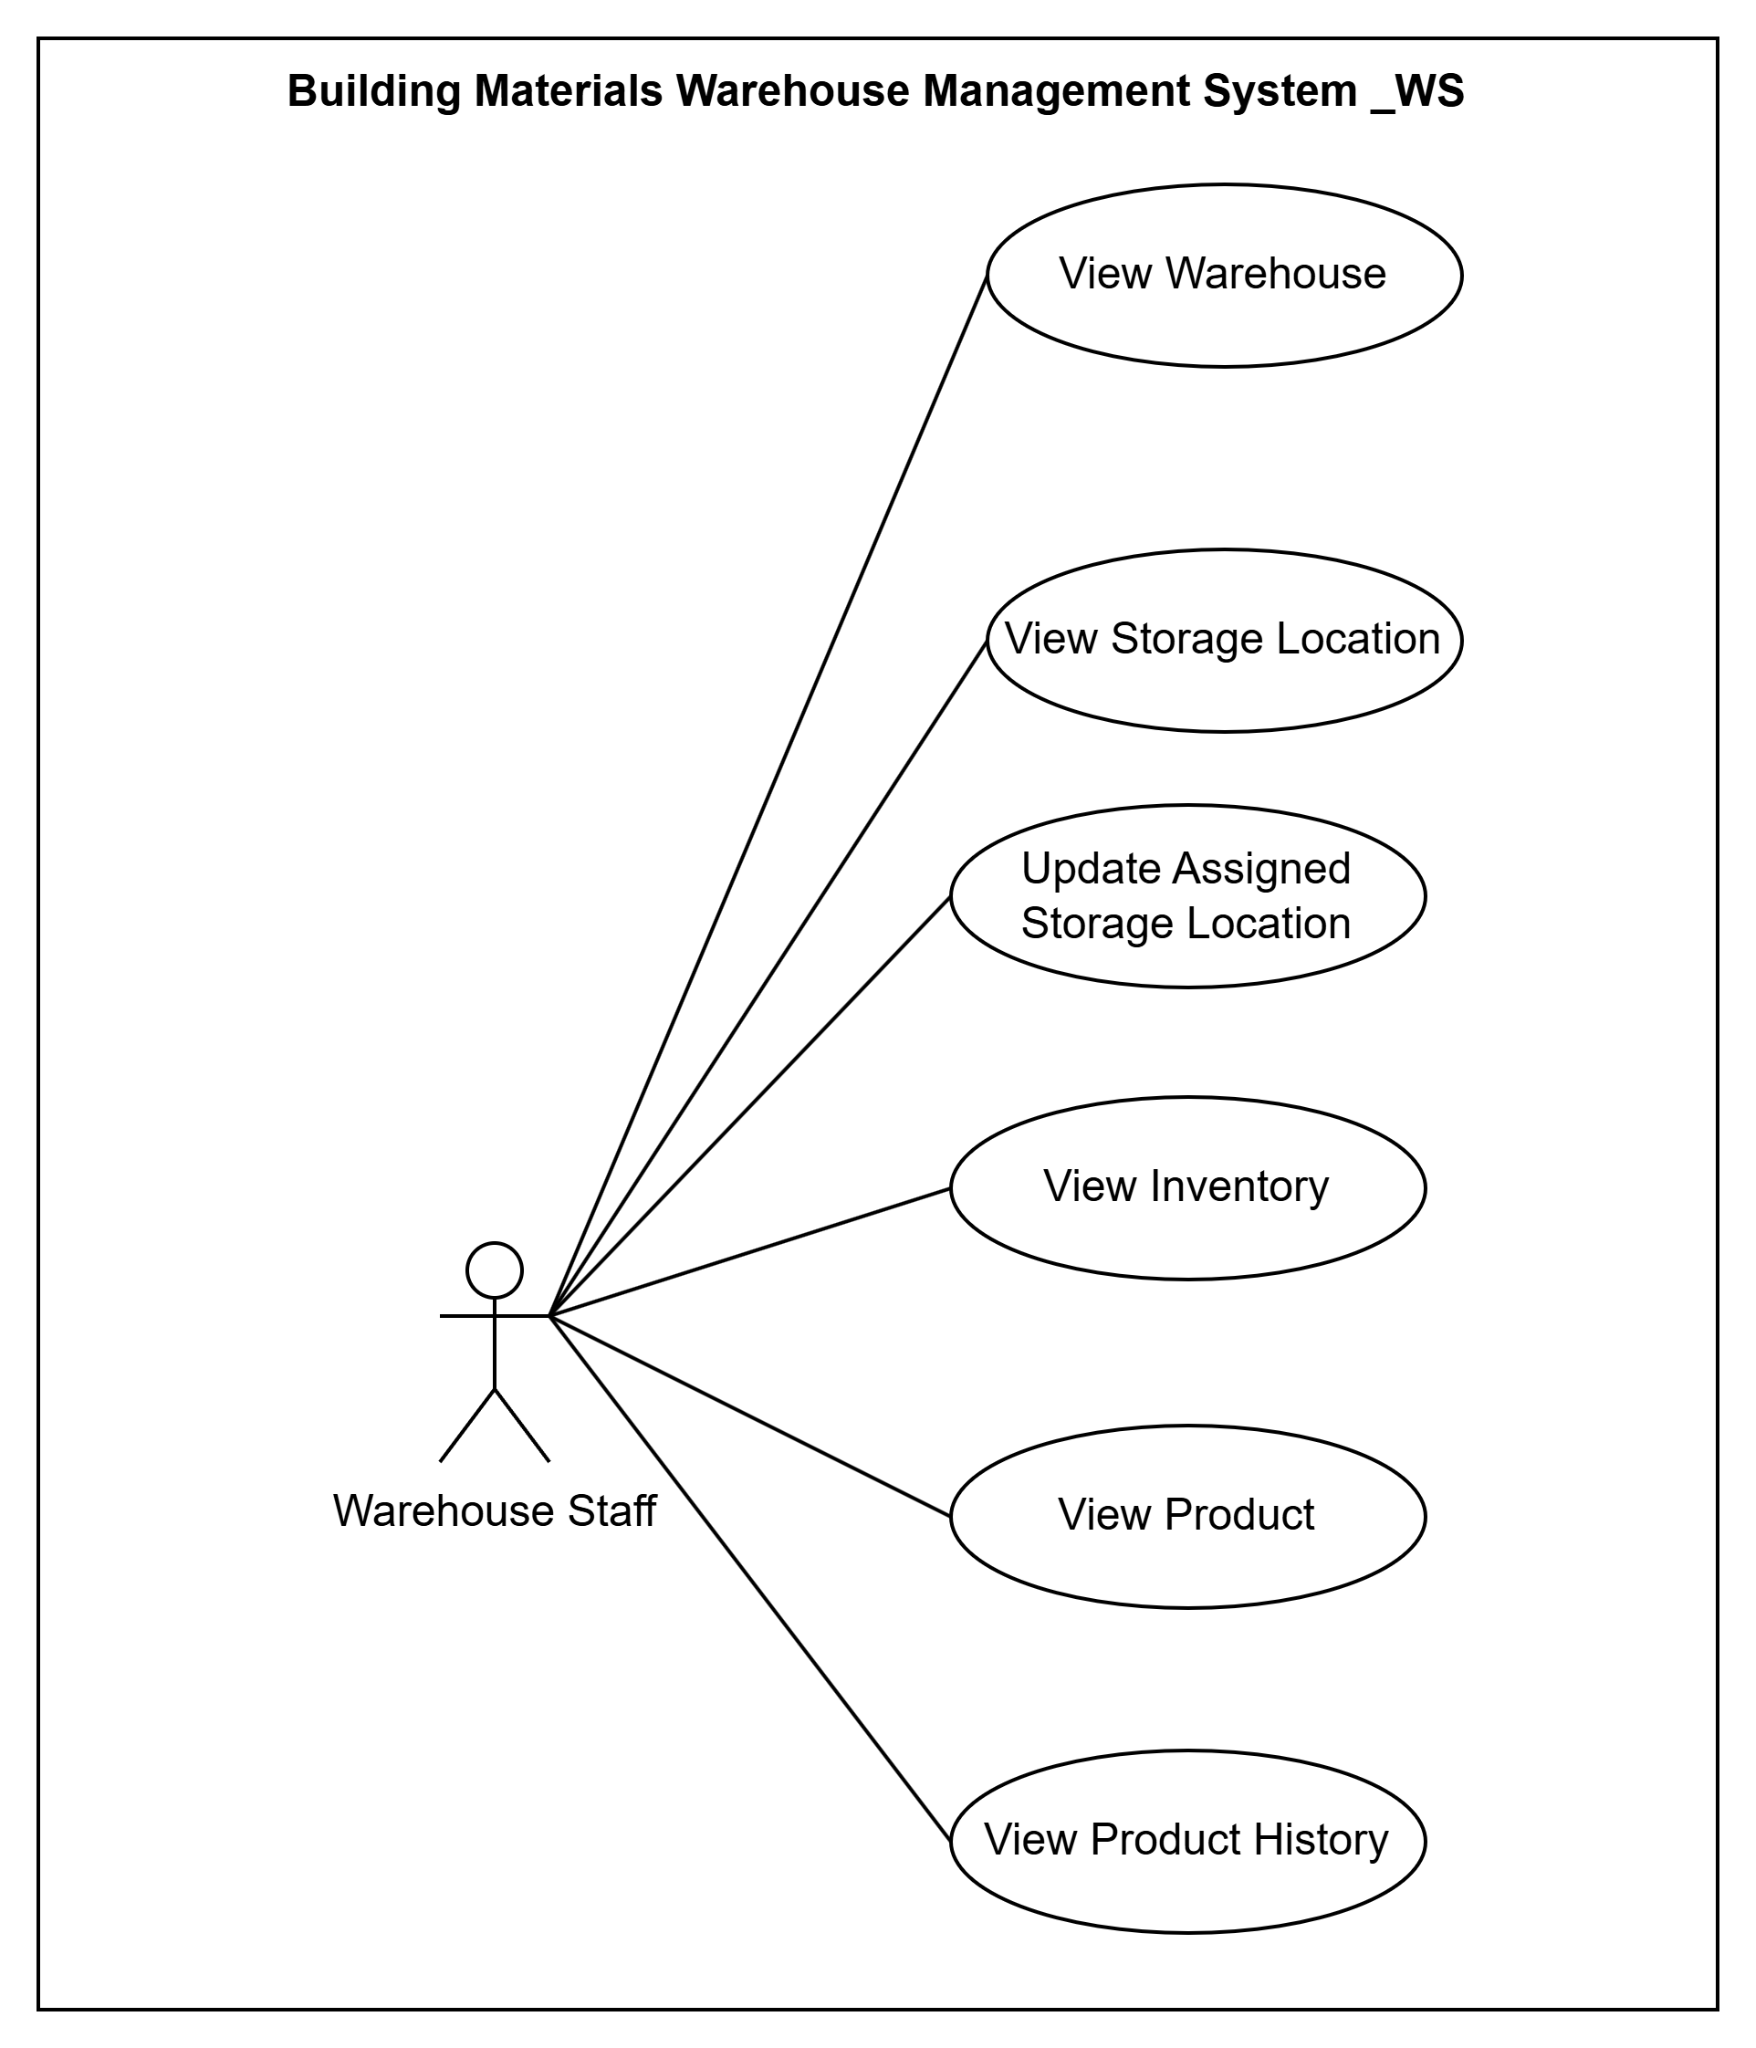 Building Materials Warehouse Management System _WS
View Warehouse
View Storage Location
Update Assigned
Storage Location
View Inventory
Warehouse Staff
View Product
View Product History